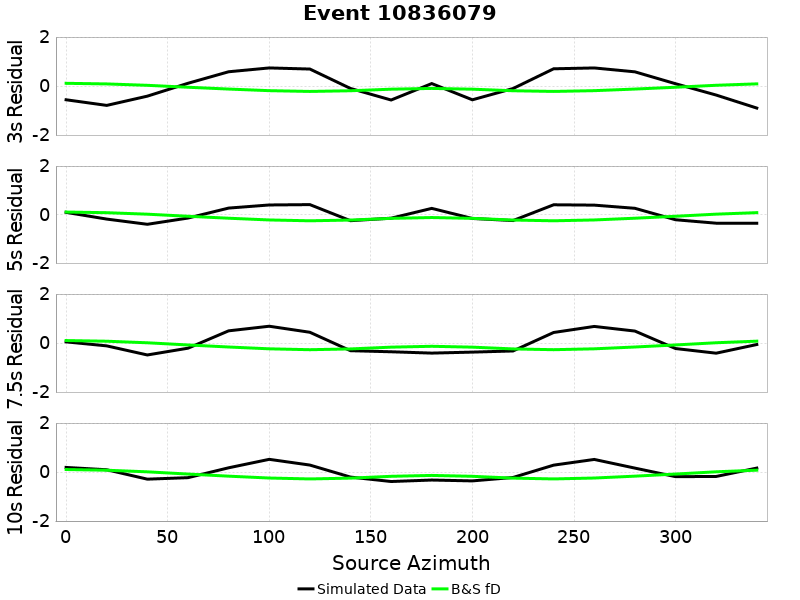 Event 10836079
3s Residual
2
0
-2
5s Residual
2
0
-2
7.5s Residual
2
0
-2
10s Residual
2
0
-2
0 50 100 150 200 250 300
Source Azimuth
Simulated Data B&S fD